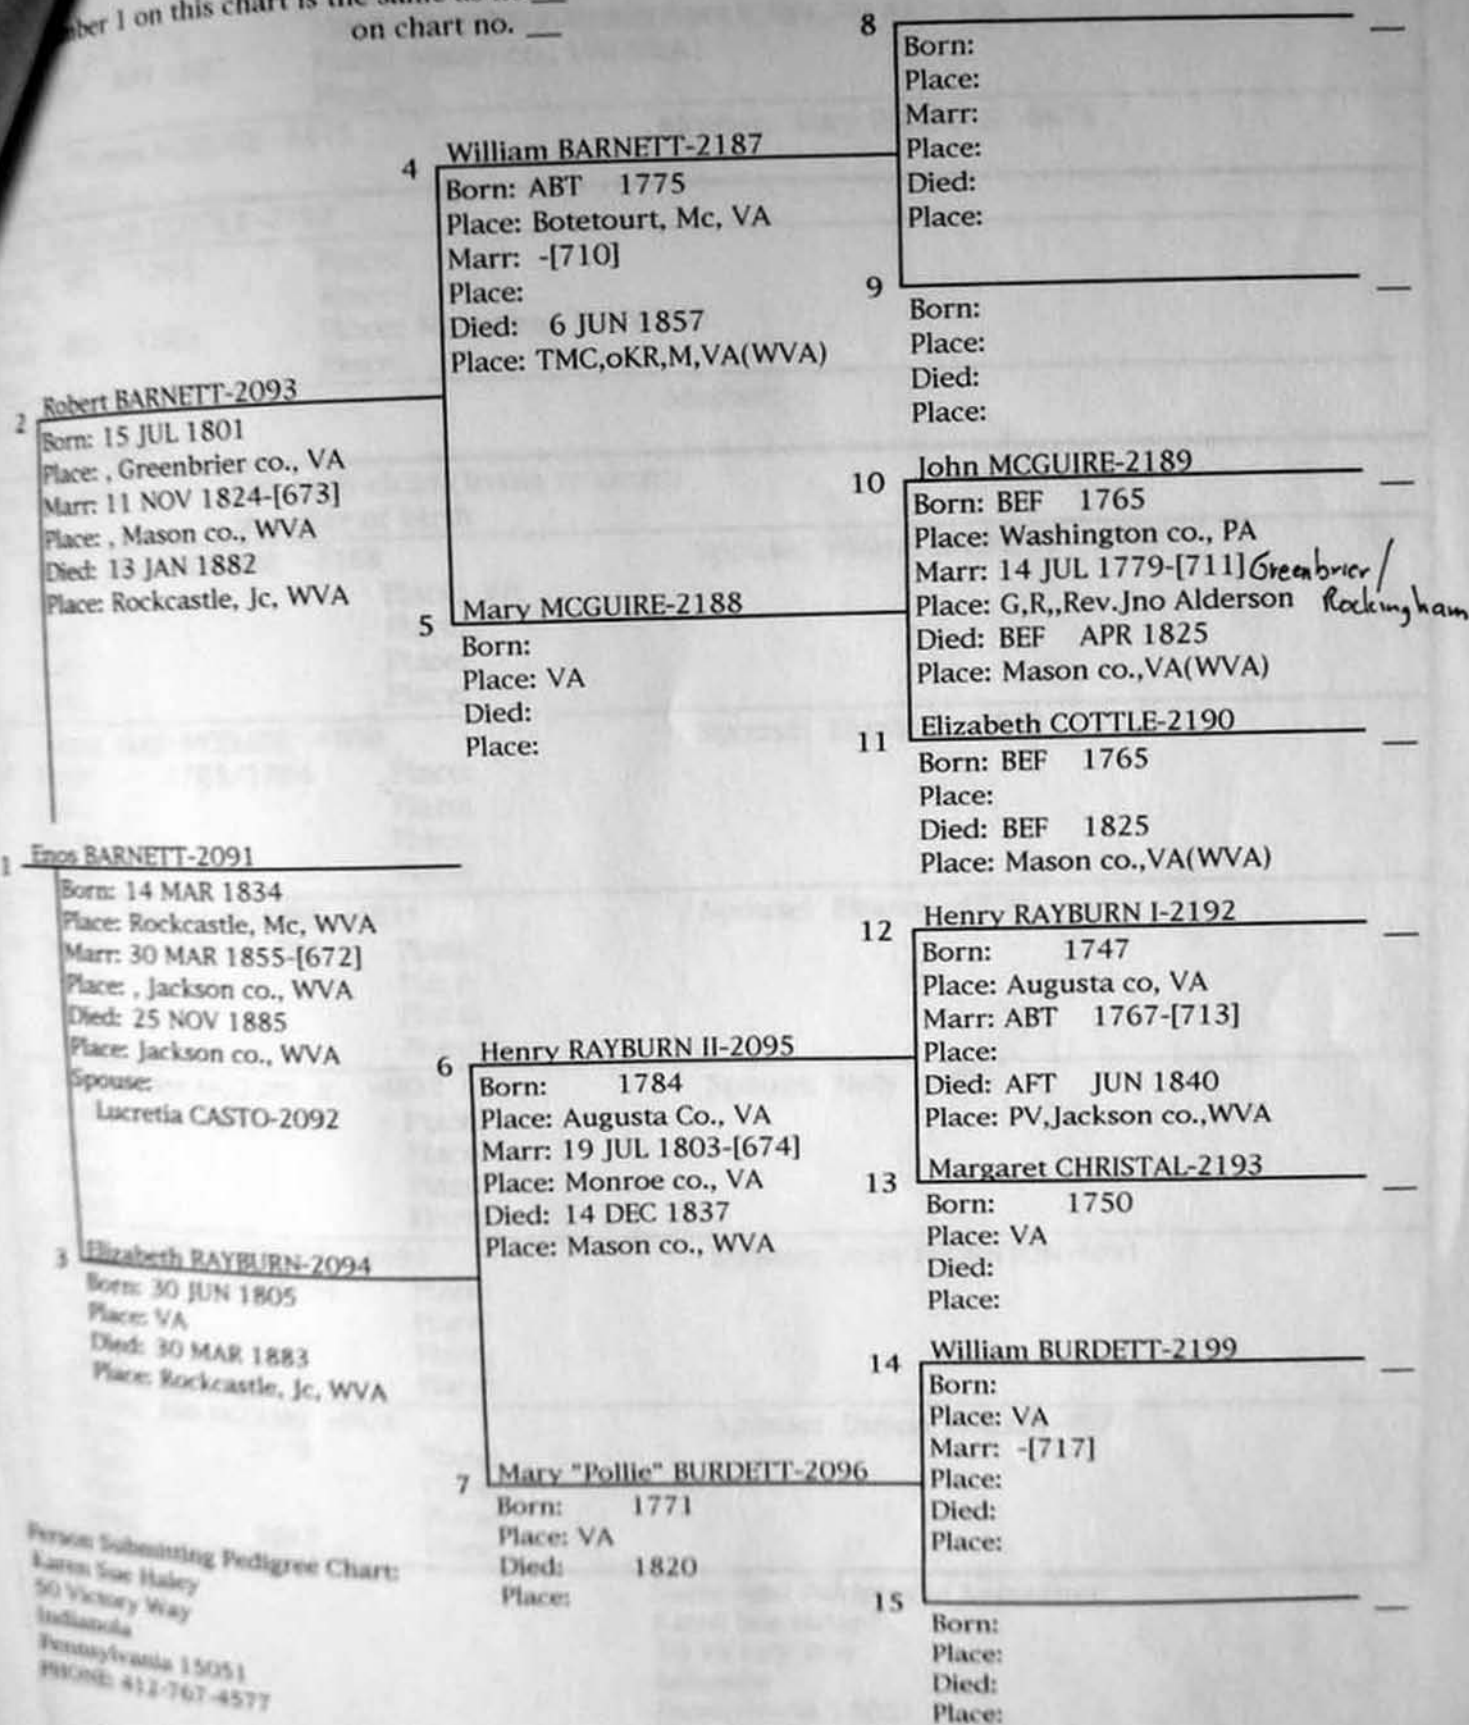 ber 1 on this chart is the same as no. __
on chart no. __
8
Born:
Place:
Marr:
Place:
Died:
Place:
4 William BARNETT-2187
Born: ABT 1775
Place: Botetourt, Mc, VA
Marr: -[710]
Place:
Died: 6 JUN 1857
Place: TMC,oKR,M,VA(WVA)
9
Born:
Place:
Died:
Place:
2 Robert BARNETT-2093
Born: 15 JUL 1801
Place: , Greenbrier co., VA
Marr: 11 NOV 1824-[673]
Place: , Mason co., WVA
Died: 13 JAN 1882
Place: Rockcastle, Jc, WVA
10 John MCGUIRE-2189
Born: BEF 1765
Place: Washington co., PA
Marr: 14 JUL 1779-[711] Greenbrier/
Place: G,R,,Rev.Jno Alderson Rockingham
Died: BEF APR 1825
Place: Mason co.,VA(WVA)
5 Mary MCGUIRE-2188
Born:
Place: VA
Died:
Place:
11 Elizabeth COTTLE-2190
Born: BEF 1765
Place:
Died: BEF 1825
Place: Mason co.,VA(WVA)
1 Enos BARNETT-2091
Born: 14 MAR 1834
Place: Rockcastle, Mc, WVA
Marr: 30 MAR 1855-[672]
Place: , Jackson co., WVA
Died: 25 NOV 1885
Place: Jackson co., WVA
Spouse:
Lucretia CASTO-2092
12 Henry RAYBURN I-2192
Born: 1747
Place: Augusta co, VA
Marr: ABT 1767-[713]
Place:
Died: AFT JUN 1840
Place: PV,Jackson co.,WVA
6 Henry RAYBURN II-2095
Born: 1784
Place: Augusta Co., VA
Marr: 19 JUL 1803-[674]
Place: Monroe co., VA
Died: 14 DEC 1837
Place: Mason co., WVA
13 Margaret CHRISTAL-2193
Born: 1750
Place: VA
Died:
Place:
3 Elizabeth RAYBURN-2094
Born: 30 JUN 1805
Place: VA
Died: 30 MAR 1883
Place: Rockcastle, Jc, WVA
14 William BURDETT-2199
Born:
Place: VA
Marr: -[717]
Place:
Died:
Place:
7 Mary "Pollie" BURDETT-2096
Born: 1771
Place: VA
Died: 1820
Place:
15
Born:
Place:
Died:
Place:
Person Submitting Pedigree Chart:
Karen Sue Haley
50 Victory Way
Indianola
Pennsylvania 15051
PHONE: 412-767-4577